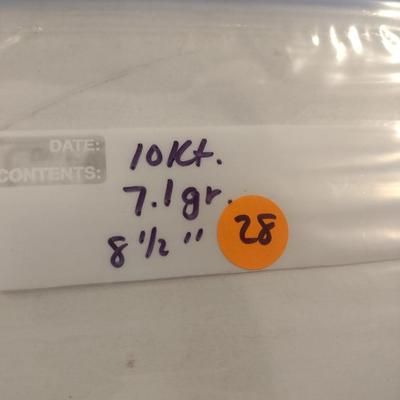 DATE: 10Kt.
CONTENTS: 7.1gr.
8 1/2" 28